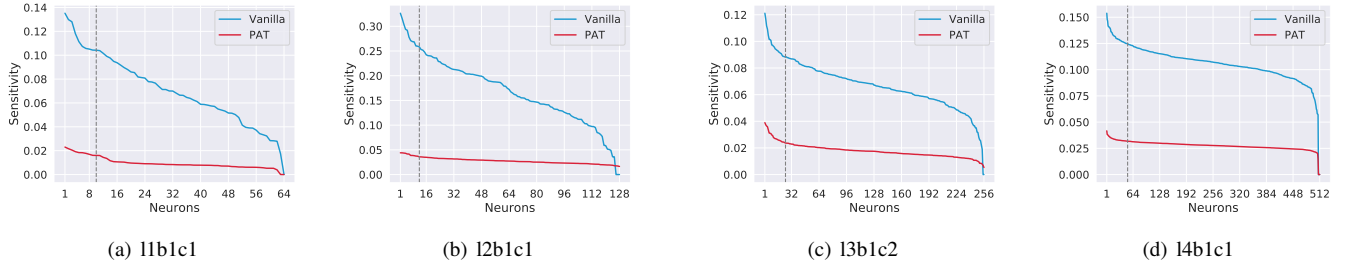 0.14
0.12
0.10
0.08
0.06
0.04
0.02
0.00
Sensitivity
Vanilla
PAT
1 8 16 24 32 40 48 56 64
Neurons
(a) l1b1c1
0.30
0.25
0.20
0.15
0.10
0.05
0.00
Sensitivity
Vanilla
PAT
1 16 32 48 64 80 96 112 128
Neurons
(b) l2b1c1
0.12
0.10
0.08
0.06
0.04
0.02
0.00
Sensitivity
Vanilla
PAT
1 32 64 96 128 160 192 224 256
Neurons
(c) l3b1c2
0.150
0.125
0.100
0.075
0.050
0.025
0.000
Sensitivity
Vanilla
PAT
1 64 128 192 256 320 384 448 512
Neurons
(d) l4b1c1